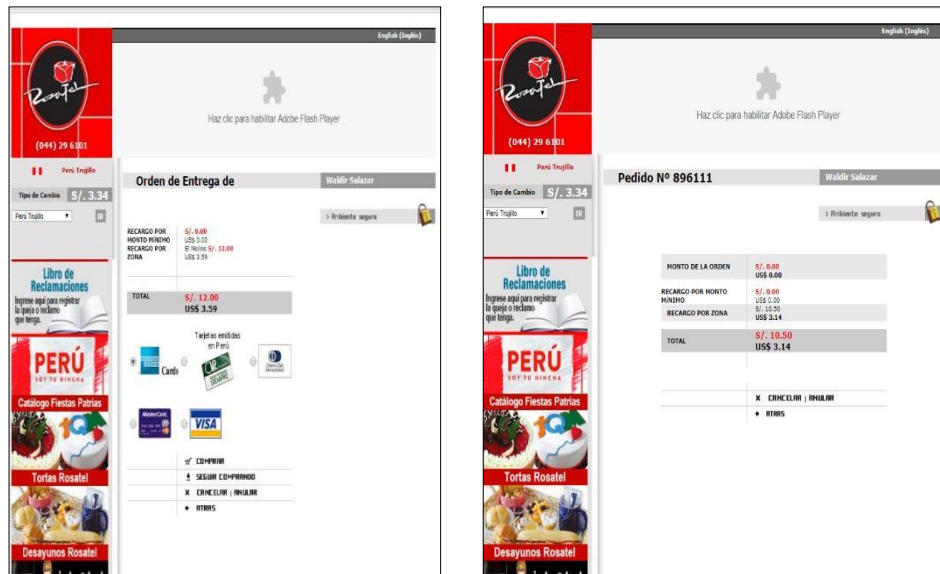 English (Inglés)
RosaTel
Haz clic para habilitar Adobe Flash Player
(044) 29 6101
Perú Trujillo
Orden de Entrega de
Waldir Salazar
Tipo de Cambio S/. 3.34
Perú Trujillo IR
> Ambiente seguro
RECARGO POR MONTO MÍNIMO
S/. 0.00
US$ 0.00
RECARGO POR ZONA
El Molino S/. 12.00
US$ 3.59
Libro de
Reclamaciones
Ingrese aquí para registrar
la queja o reclamo
que tenga.
TOTAL
S/. 12.00
US$ 3.59
Tarjetas emitidas
en Perú
Cards
MasterCard
VISA
PERÚ
SOY TU HINCHA
Catálogo Fiestas Patrias
COMPRAR
SEGUIR COMPRANDO
X CANCELAR | ANULAR
ATRAS
Tortas Rosatel
Desayunos Rosatel
English (Inglés)
RosaTel
Haz clic para habilitar Adobe Flash Player
(044) 29 6101
Perú Trujillo
Pedido Nº 896111
Waldir Salazar
Tipo de Cambio S/. 3.34
Perú Trujillo IR
> Ambiente seguro
MONTO DE LA ORDEN
S/. 0.00
US$ 0.00
RECARGO POR MONTO
MÍNIMO
S/. 0.00
US$ 0.00
RECARGO POR ZONA
S/. 10.50
US$ 3.14
TOTAL
S/. 10.50
US$ 3.14
Libro de
Reclamaciones
Ingrese aquí para registrar
la queja o reclamo
que tenga.
PERÚ
SOY TU HINCHA
Catálogo Fiestas Patrias
X CANCELAR | ANULAR
ATRAS
Tortas Rosatel
Desayunos Rosatel